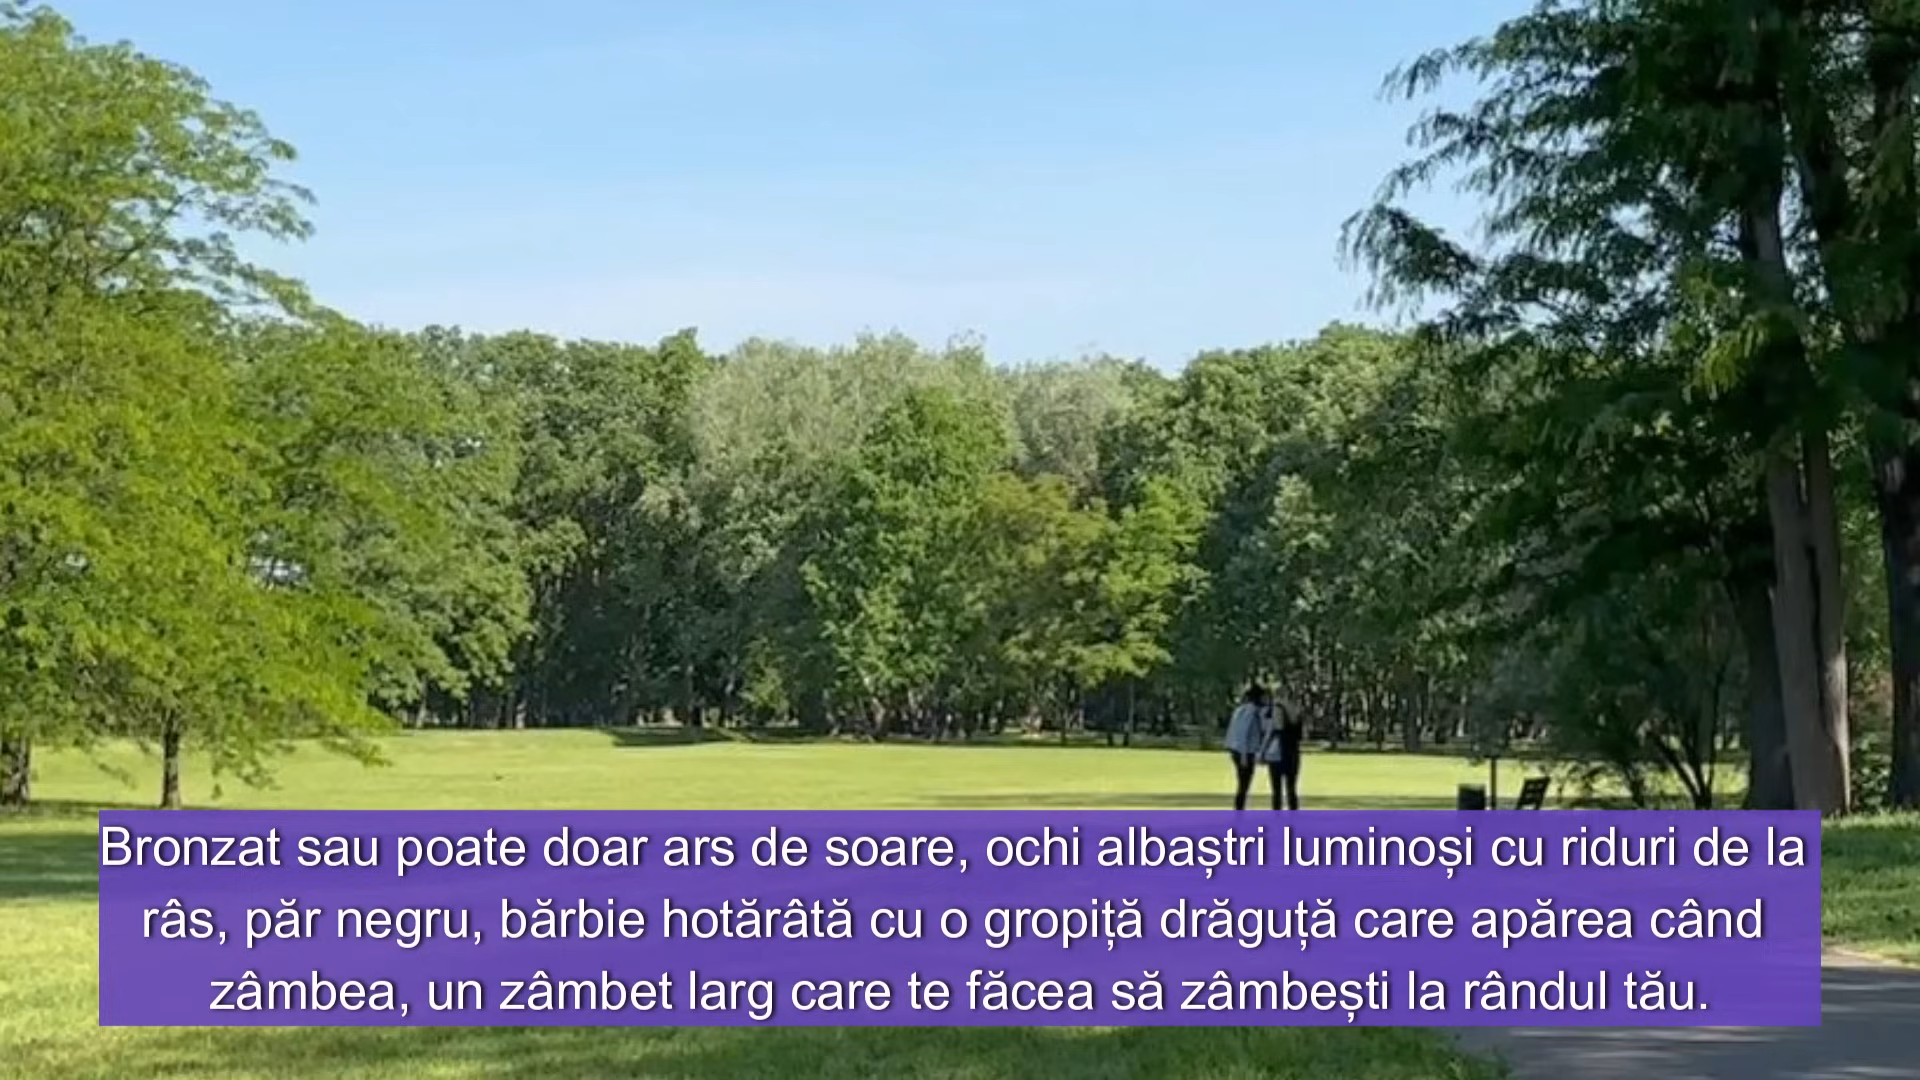 Bronzat sau poate doar ars de soare, ochi albaștri luminoși cu riduri de la
râs, păr negru, bărbie hotărâtă cu o gropiță drăguță care apărea când
zâmbea, un zâmbet larg care te făcea să zâmbești la rândul tău.